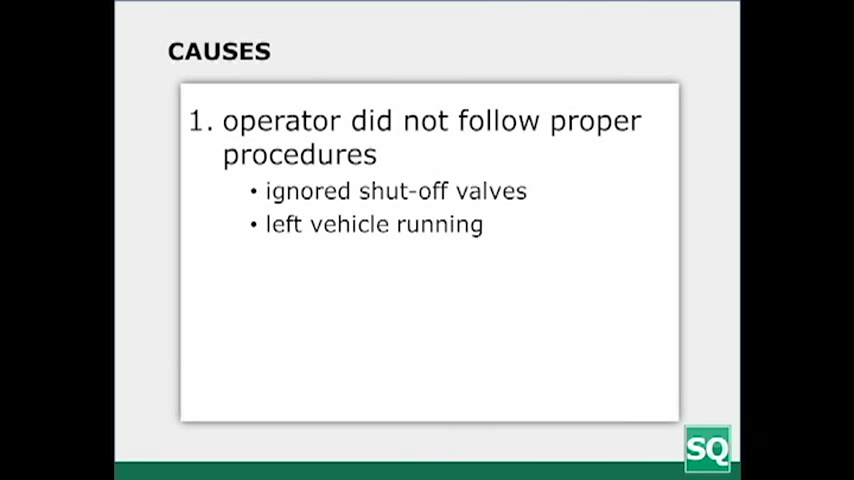 CAUSES
1. operator did not follow proper
procedures
• ignored shut-off valves
• left vehicle running
SQ